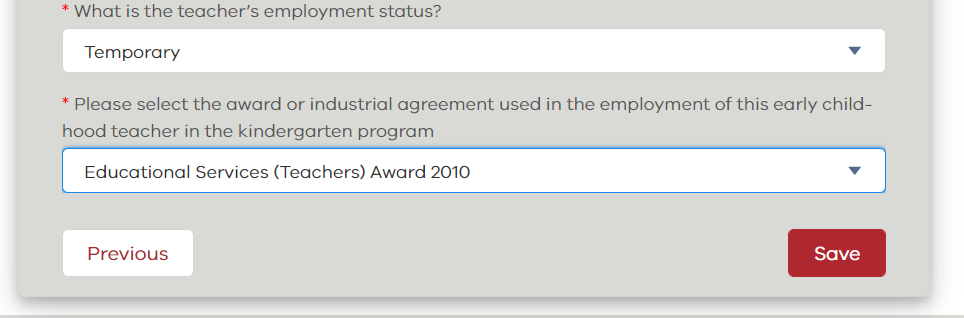 * What is the teacher's employment status?
Temporary
* Please select the award or industrial agreement used in the employment of this early child-
hood teacher in the kindergarten program
Educational Services (Teachers) Award 2010
Previous
Save